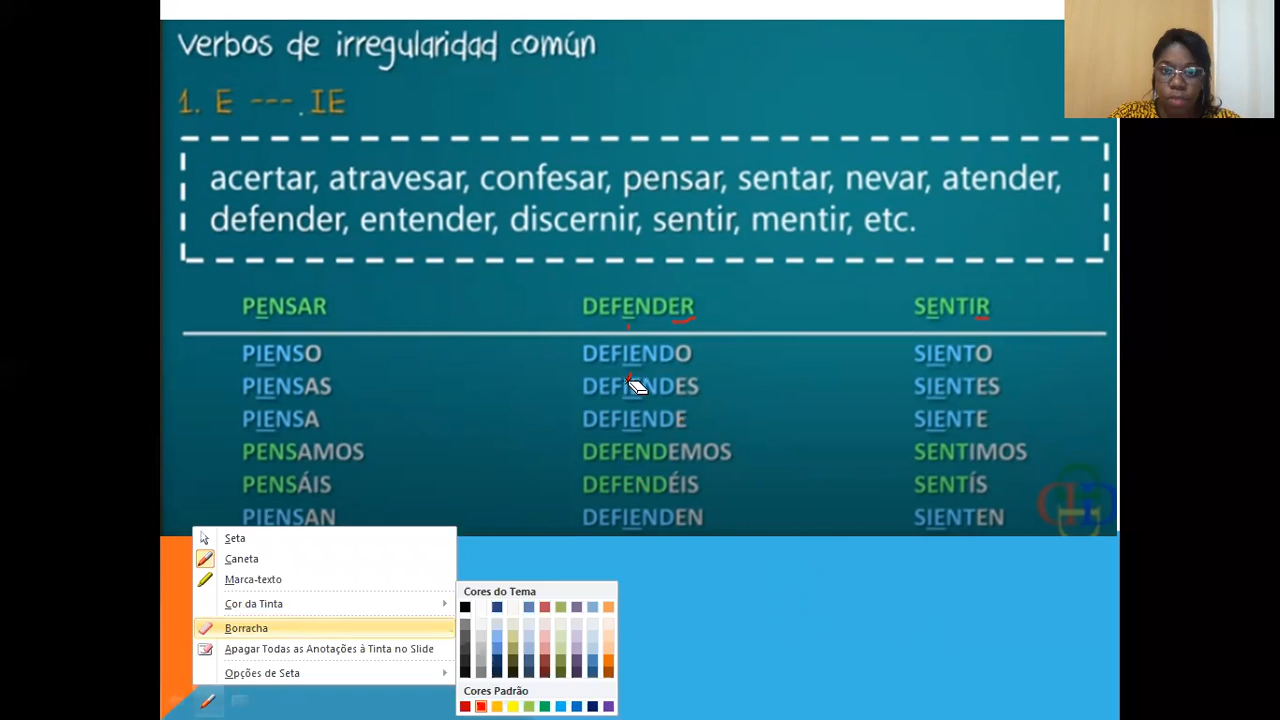 Verbos de irregularidad común
1. E ---. IE
acertar, atravesar, confesar, pensar, sentar, nevar, atender,
defender, entender, discernir, sentir, mentir, etc.
PENSAR DEFENDER SENTIR
PIENSO DEFIENDO SIENTO
PIENSAS DEFIENDES SIENTES
PIENSA DEFIENDE SIENTE
PENSAMOS DEFENDEMOS SENTIMOS
PENSÁIS DEFENDÉIS SENTÍS
PIENSAN DEFIENDEN SIENTEN
Seta
Caneta
Marca-texto
Cor da Tinta
Borracha
Apagar Todas as Anotações à Tinta no Slide
Opções de Seta
Cores do Tema
Cores Padrão